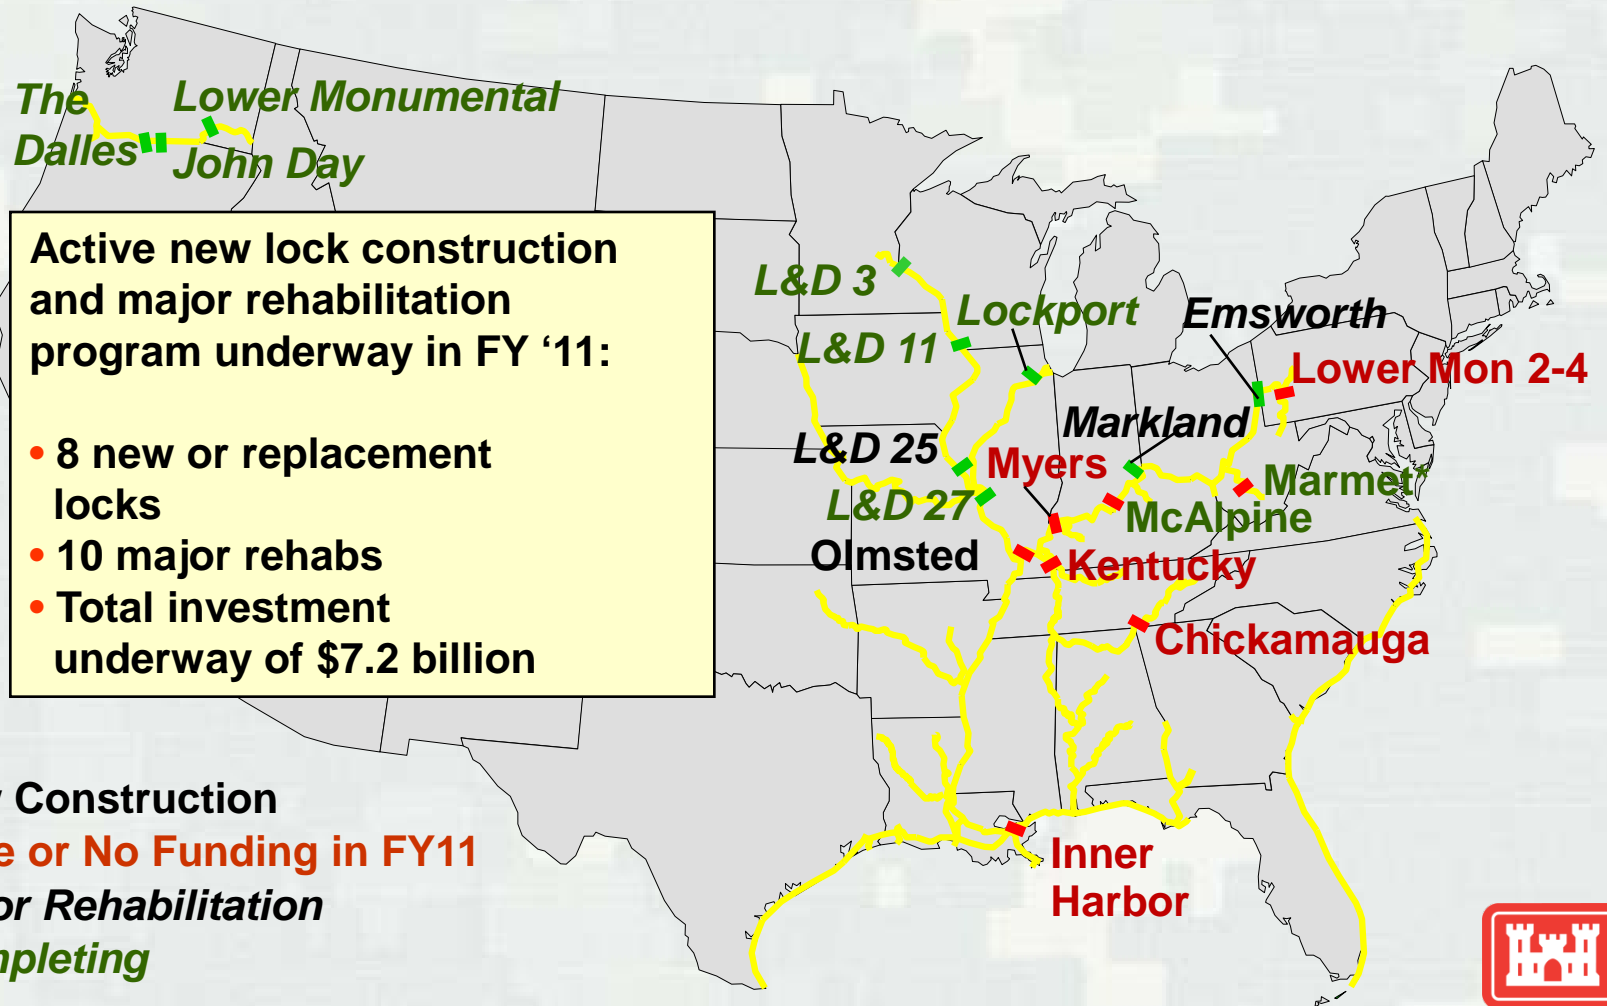 The
Dalles
Lower Monumental
John Day
Active new lock construction
and major rehabilitation
program underway in FY ‘11:
• 8 new or replacement
locks
• 10 major rehabs
• Total investment
underway of $7.2 billion
L&D 3
Lockport
Emsworth
L&D 11
Lower Mon 2-4
Markland
L&D 25
Myers
Marmet*
L&D 27
McAlpine
Olmsted
Kentucky
Chickamauga
Inner
Harbor
Construction
or No Funding in FY11
Rehabilitation